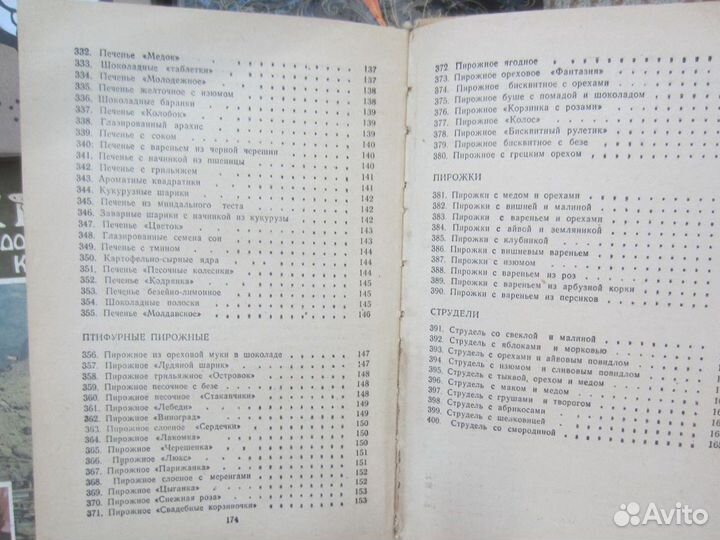 332. Печенье «Медок» 137
333. Шоколадные «таблетки» 137
334. Печенье «Молодежное» 138
335. Печенье желточное с изюмом 138
336. Шоколадные баранки 139
337. Печенье «Колобок» 139
338. Глазированный арахис 139
339. Печенье с соком 140
340. Печенье с вареньем из черной черешни 140
341. Печенье с начинкой из пшеницы 140
342. Печенье с грильяжем 141
343. Ароматные квадратики 141
344. Кукурузные шарики 142
345. Печенье из миндального теста 142
346. Заварные шарики с начинкой из кукурузы 142
347. Печенье «Цветок» 143
348. Глазированные семена сои 143
349. Печенье с тмином 144
350. Картофельно-сырные ядра 144
351. Печенье «Песочные колесики» 144
352. Печенье «Кодрянка» 145
353. Печенье безейно-лимонное 145
354. Шоколадные полоски 145
355. Печенье «Молдавское» 146
ПТИФУРНЫЕ ПИРОЖНЫЕ
356. Пирожное из ореховой муки в шоколаде 147
357. Пирожное «Ледяной шарик» 147
358. Пирожное грильяжное «Островок» 148
359. Пирожное песочное с безе 148
360. Пирожное песочное «Стаканчики» 148
361. Пирожное «Лебеди» 149
362. Пирожное «Виноград» 149
363. Пирожное слоеное «Сердечки» 150
364. Пирожное «Лакомка» 150
365. Пирожное «Черешенка» 150
366. Пирожное «Люкс» 151
367. Пирожное «Парижанка» 151
368. Пирожное слоеное с меренгами 152
369. Пирожное «Цыганка» 152
370. Пирожное «Снежная роза» 153
371. Пирожное «Свадебные корзиночки» 153
174
372. Пирожное ягодное
373. Пирожное ореховое «Фантазия»
374. Пирожное бисквитное с орехами
375. Пирожное буше с помадой и шоколадом
376. Пирожное «Корзинка с розами»
377. Пирожное «Колос»
378. Пирожное «Бисквитный рулетик»
379. Пирожное бисквитное с безе
380. Пирожное с грецким орехом
ПИРОЖКИ
381. Пирожки с медом и орехами
382. Пирожки с вишней и малиной
383. Пирожки с вареньем и орехами
384. Пирожки с айвой и земляникой
385. Пирожки с клубникой
386. Пирожки с вишневым вареньем
387. Пирожки с изюмом
388. Пирожки с вареньем из роз
389. Пирожки с вареньем из арбузной корки
390. Пирожки с вареньем из персиков
СТРУДЕЛИ
391. Струдель со свеклой и малиной
392. Струдель с яблоками и морковью
393. Струдель с орехами и айвовым повидлом
394. Струдель с изюмом и сливовым повидлом
395. Струдель с тыквой, орехом и медом
396. Струдель с маком и медом
397. Струдель с грушами и творогом
398. Струдель с абрикосами
399. Струдель с шелковицей
400. Струдель со смородиной
Avito